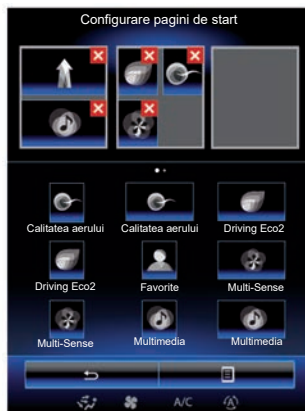 Configurare pagini de start
Calitatea aerului Calitatea aerului Driving Eco2
Driving Eco2 Favorite Multi-Sense
Multi-Sense Multimedia Multimedia
A/C A